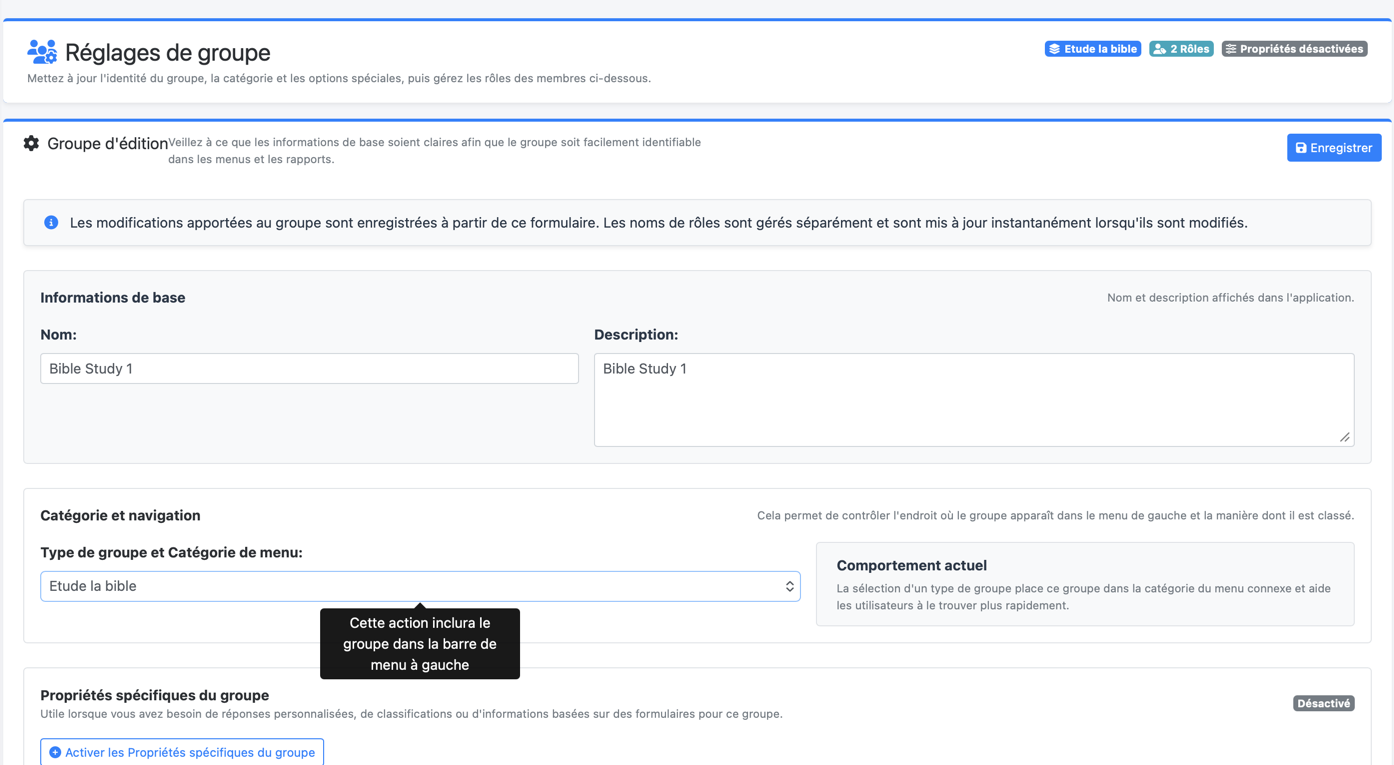 Réglages de groupe
Etude la bible
2 Rôles
Propriétés désactivées
Mettez à jour l'identité du groupe, la catégorie et les options spéciales, puis gérez les rôles des membres ci-dessous.
Groupe d'édition
Veillez à ce que les informations de base soient claires afin que le groupe soit facilement identifiable
dans les menus et les rapports.
Enregistrer
Les modifications apportées au groupe sont enregistrées à partir de ce formulaire. Les noms de rôles sont gérés séparément et sont mis à jour instantanément lorsqu'ils sont modifiés.
Informations de base
Nom et description affichés dans l'application.
Nom:
Bible Study 1
Description:
Bible Study 1
Catégorie et navigation
Cela permet de contrôler l'endroit où le groupe apparaît dans le menu de gauche et la manière dont il est classé.
Type de groupe et Catégorie de menu:
Etude la bible
Cette action inclura le
groupe dans la barre de
menu à gauche
Comportement actuel
La sélection d'un type de groupe place ce groupe dans la catégorie du menu connexe et aide
les utilisateurs à le trouver plus rapidement.
Propriétés spécifiques du groupe
Désactivé
Utile lorsque vous avez besoin de réponses personnalisées, de classifications ou d'informations basées sur des formulaires pour ce groupe.
Activer les Propriétés spécifiques du groupe